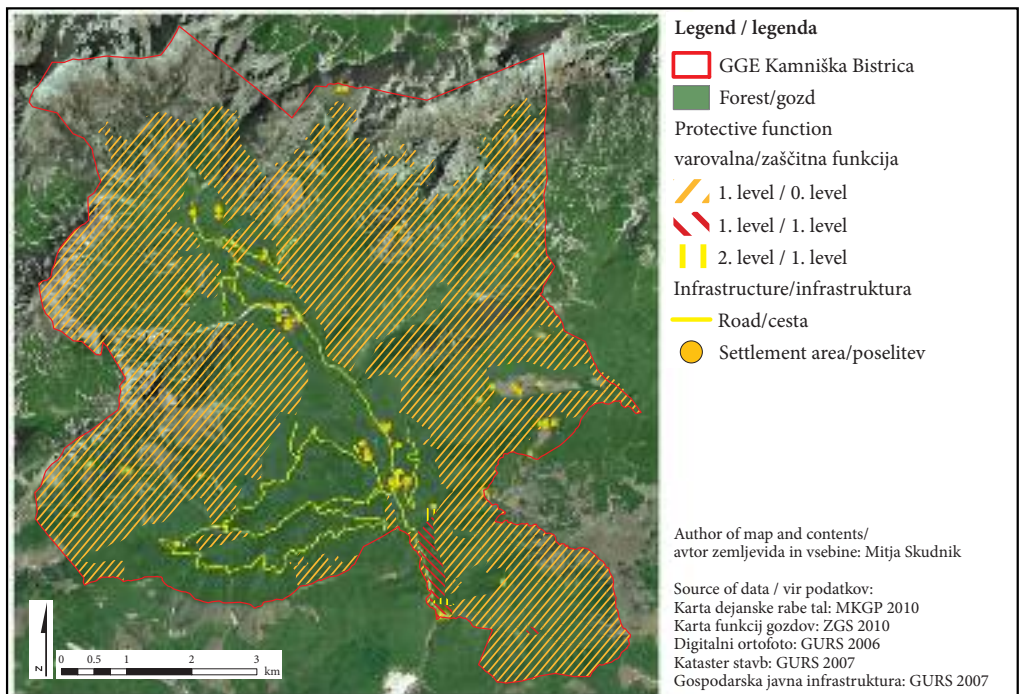 Legend / legenda
GGE Kamniška Bistrica
Forest/gozd
Protective function
varovalna/zaščitna funkcija
1. level / 0. level
1. level / 1. level
2. level / 1. level
Infrastructure/infrastruktura
Road/cesta
Settlement area/poselitev
Author of map and contents/
avtor zemljevida in vsebine: Mitja Skudnik
Source of data / vir podatkov:
Karta dejanske rabe tal: MKGP 2010
Karta funkcij gozdov: ZGS 2010
Digitalni ortofoto: GURS 2006
Kataster stavb: GURS 2007
Gospodarska javna infrastruktura: GURS 2007
N
0 0.5 1 2 3
km